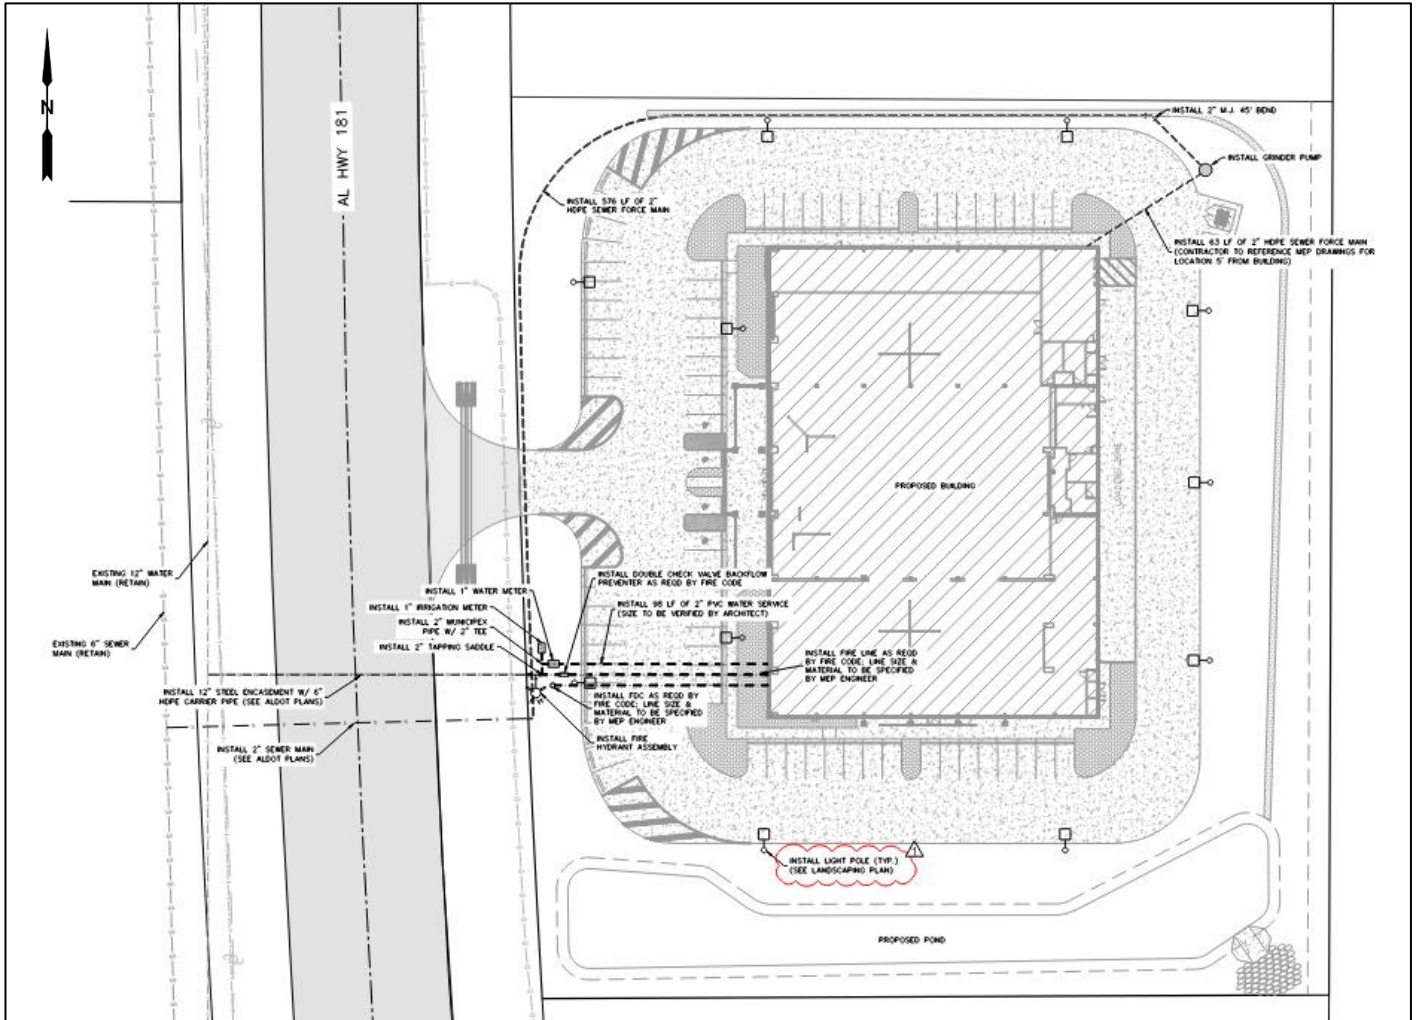 N
AL HWY 181
INSTALL 2" M.J. 45° BEND
INSTALL GRINDER PUMP
INSTALL 576 LF OF 2"
HDPE SEWER FORCE MAIN
INSTALL 63 LF OF 2" HDPE SEWER FORCE MAIN
(CONTRACTOR TO REFERENCE MEP DRAWINGS FOR
LOCATION 5' FROM BUILDING)
PROPOSED BUILDING
EXISTING 12" WATER
MAIN (RETAIN)
EXISTING 6" SEWER
MAIN (RETAIN)
INSTALL 1" WATER METER
INSTALL 1" IRRIGATION METER
INSTALL 2" MUNICIPEX
PIPE W/ 2" TEE
INSTALL 2" TAPPING SADDLE
INSTALL DOUBLE CHECK VALVE BACKFLOW
PREVENTER AS REQD BY FIRE CODE
INSTALL 98 LF OF 2" PVC WATER SERVICE
(SIZE TO BE VERIFIED BY ARCHITECT)
INSTALL FIRE LINE AS REQD
BY FIRE CODE; LINE SIZE &
MATERIAL TO BE SPECIFIED
BY MEP ENGINEER
INSTALL 12" STEEL ENCASEMENT W/ 6"
HDPE CARRIER PIPE (SEE ALDOT PLANS)
INSTALL FDC AS REQD BY
FIRE CODE; LINE SIZE &
MATERIAL TO BE SPECIFIED
BY MEP ENGINEER
INSTALL FIRE
HYDRANT ASSEMBLY
INSTALL 2" SEWER MAIN
(SEE ALDOT PLANS)
INSTALL LIGHT POLE (TYP.)
(SEE LANDSCAPING PLAN)
1
PROPOSED POND